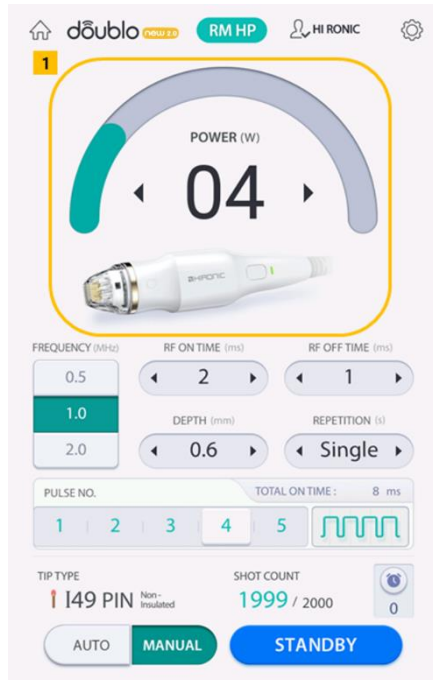 doublo new 2.0 RM HP HI RONIC
1
POWER (W)
04
HIRONIC
FREQUENCY (MHz) RF ON TIME (ms) RF OFF TIME (ms)
0.5 2 1
1.0
DEPTH (mm) REPETITION (s)
2.0 0.6 Single
PULSE NO. TOTAL ON TIME : 8 ms
1 2 3 4 5
TIP TYPE SHOT COUNT
I49 PIN Non-Insulated 1999 / 2000
0
AUTO MANUAL STANDBY